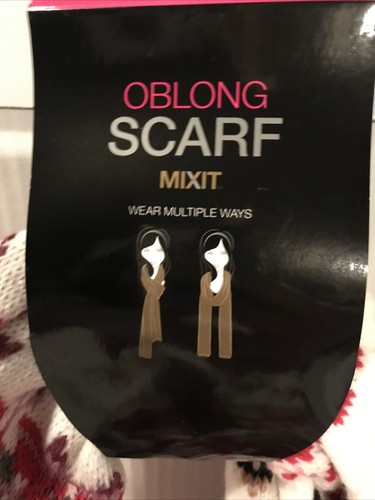 OBLONG
SCARF
MIXIT
WEAR MULTIPLE WAYS